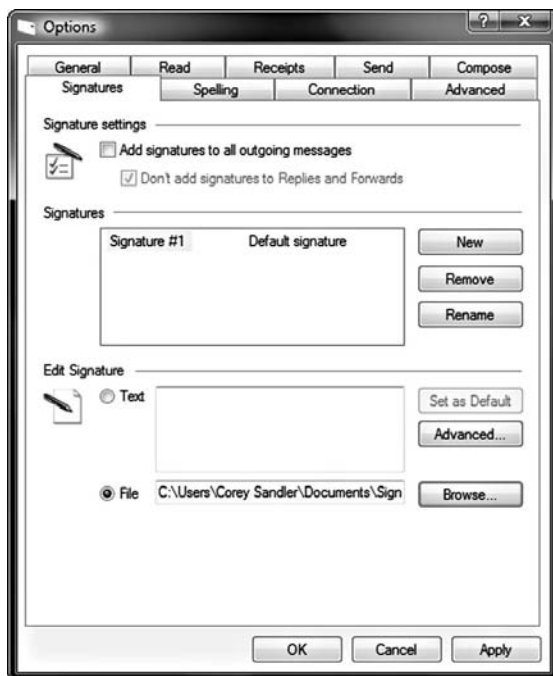 Options
General Read Receipts Send Compose
Signatures Spelling Connection Advanced
Signature settings
Add signatures to all outgoing messages
Don't add signatures to Replies and Forwards
Signatures
Signature #1 Default signature
New
Remove
Rename
Edit Signature
Text
Set as Default
Advanced...
File C:\Users\Corey Sandler\Documents\Sign Browse...
OK Cancel Apply